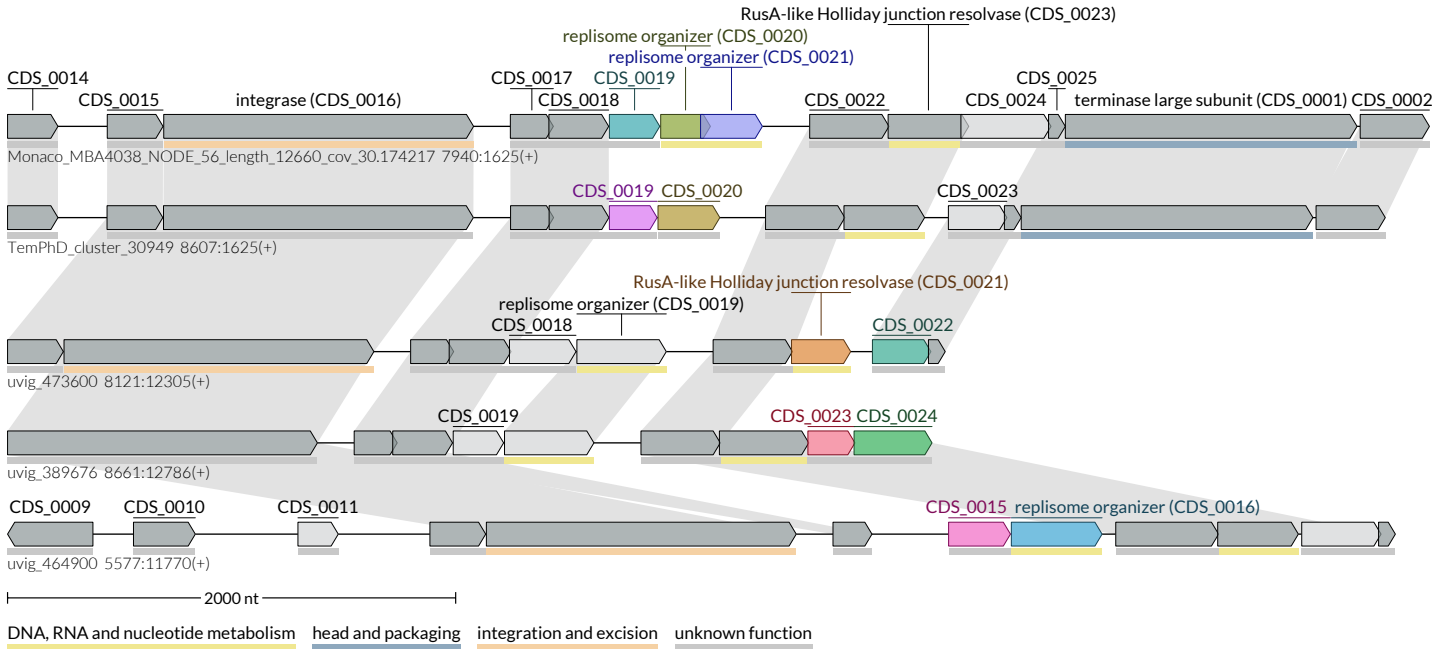 RusA-like Holliday junction resolvase (CDS_0023)
replisome organizer (CDS_0020)
replisome organizer (CDS_0021)
CDS_0014 CDS_0017 CDS_0019 CDS_0025
CDS_0015 integrase (CDS_0016) CDS_0018 CDS_0022 CDS_0024 terminase large subunit (CDS_0001) CDS_0002
Monaco_MBA4038_NODE_56_length_12660_cov_30.174217 7940:1625(+)
CDS_0019 CDS_0020 CDS_0023
TemPhD_cluster_30949 8607:1625(+)
RusA-like Holliday junction resolvase (CDS_0021)
replisome organizer (CDS_0019)
CDS_0018 CDS_0022
uvig_473600 8121:12305(+)
CDS_0019 CDS_0023 CDS_0024
uvig_389676 8661:12786(+)
CDS_0009 CDS_0010 CDS_0011 CDS_0015 replisome organizer (CDS_0016)
uvig_464900 5577:11770(+)
2000 nt
DNA, RNA and nucleotide metabolism head and packaging integration and excision unknown function